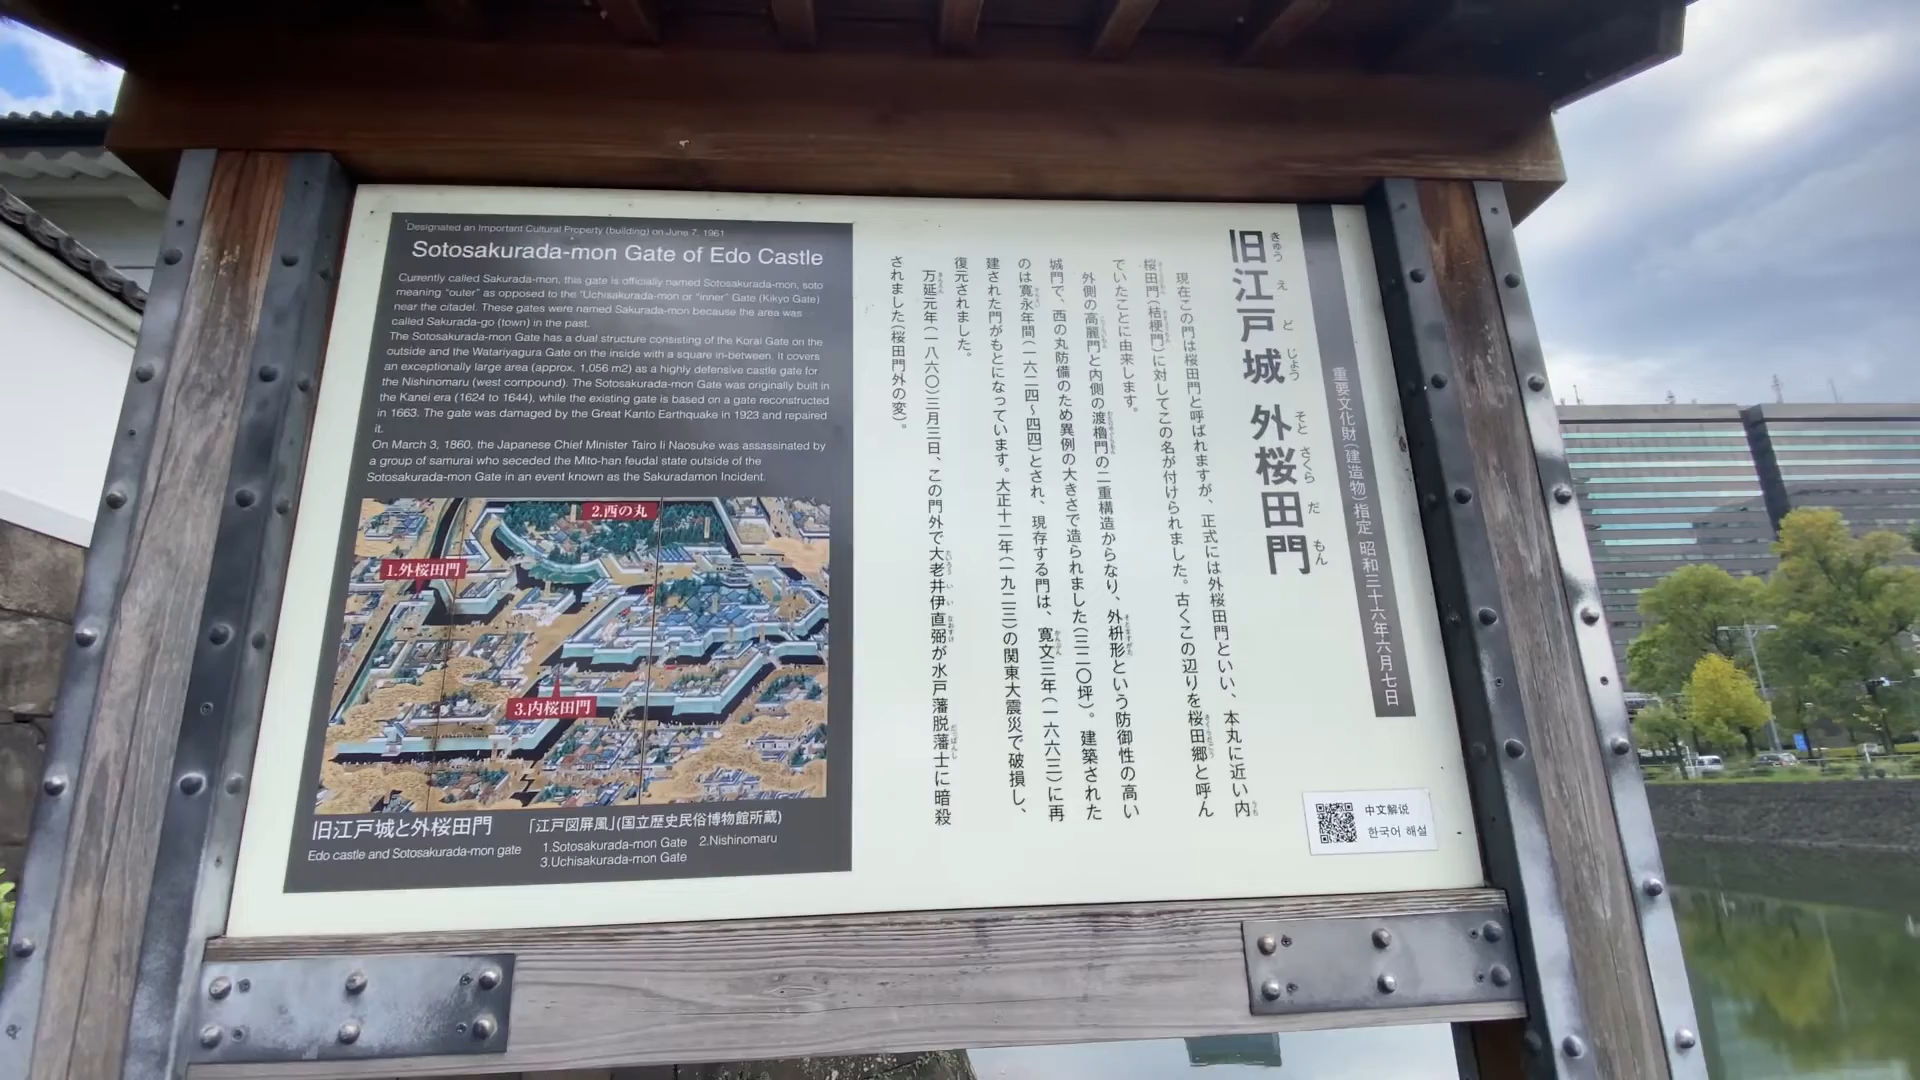 Designated an Important Cultural Property (building) on June 7, 1961
Sotosakurada-mon Gate of Edo Castle
Currently called Sakurada-mon, this gate is officially named Sotosakurada-mon, soto
meaning "outer" as opposed to the "Uchisakurada-mon or "inner" Gate (Kikyo Gate)
near the citadel. These gates were named Sakurada-mon because the area was
called Sakurada-go (town) in the past.
The Sotosakurada-mon Gate has a dual structure consisting of the Korai Gate on the
outside and the Watariyagura Gate on the inside with a square in-between. It covers
an exceptionally large area (approx. 1,056 m2) as a highly defensive castle gate for
the Nishinomaru (west compound). The Sotosakurada-mon Gate was originally built in
the Kanei era (1624 to 1644), while the existing gate is based on a gate reconstructed
in 1663. The gate was damaged by the Great Kanto Earthquake in 1923 and repaired
it.
On March 3, 1860, the Japanese Chief Minister Tairo Ii Naosuke was assassinated by
a group of samurai who seceded the Mito-han feudal state outside of the
Sotosakurada-mon Gate in an event known as the Sakuradamon Incident.
2.西の丸
1.外桜田門
3.内桜田門
旧江戸城と外桜田門
「江戸図屏風」(国立歴史民俗博物館所蔵)
Edo castle and Sotosakurada-mon gate
1.Sotosakurada-mon Gate 2.Nishinomaru
3.Uchisakurada-mon Gate
重要文化財(建造物)指定 昭和三十六年六月七日
旧江戸城 外桜田門
きゅう え ど じょう そと さくら だ もん
現在この門は桜田門と呼ばれますが、正式には外桜田門といい、本丸に近い内
桜田門(桔梗門)に対してこの名が付けられました。古くこの辺りを桜田郷と呼ん
でいたことに由来します。
外側の高麗門と内側の渡櫓門の二重構造からなり、外枡形という防御性の高い
城門で、西の丸防備のため異例の大きさで造られました(三二〇坪)。建築された
のは寛永年間(一六二四～四四)とされ、現存する門は、寛文三年(一六六三)に再
建された門がもとになっています。大正十二年(一九二三)の関東大震災で破損し、
復元されました。
万延元年(一八六〇)三月三日、この門外で大老井伊直弼が水戸藩脱藩士に暗殺
されました(桜田門外の変)。
中文解说
한국어 해설